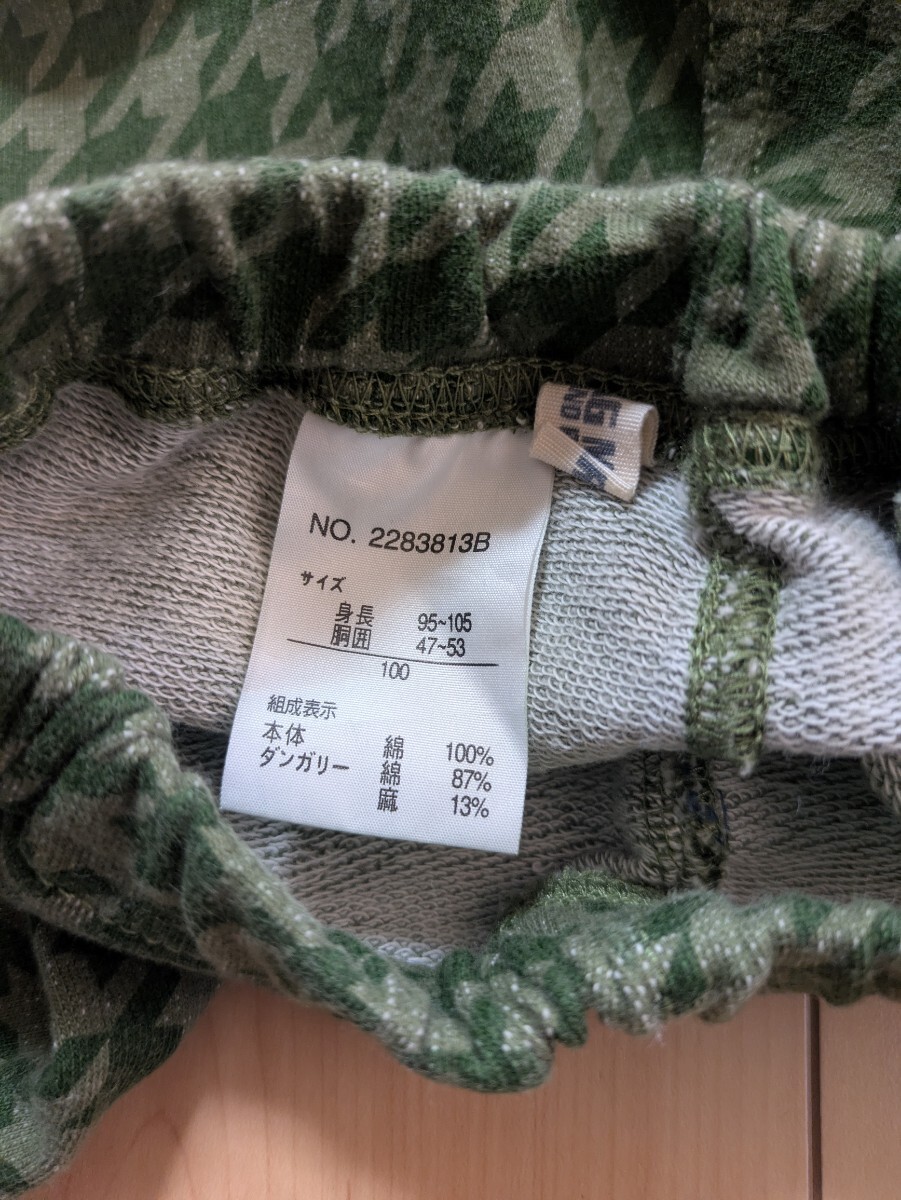 NO. 2283813B
サイズ
身長 95~105
胴囲 47~53
100
組成表示
本体 綿 100%
ダンガリー 綿 87%
麻 13%